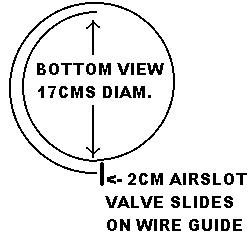 BOTTOM VIEW
17CMS DIAM.
<- 2CM AIRSLOT
VALVE SLIDES
ON WIRE GUIDE